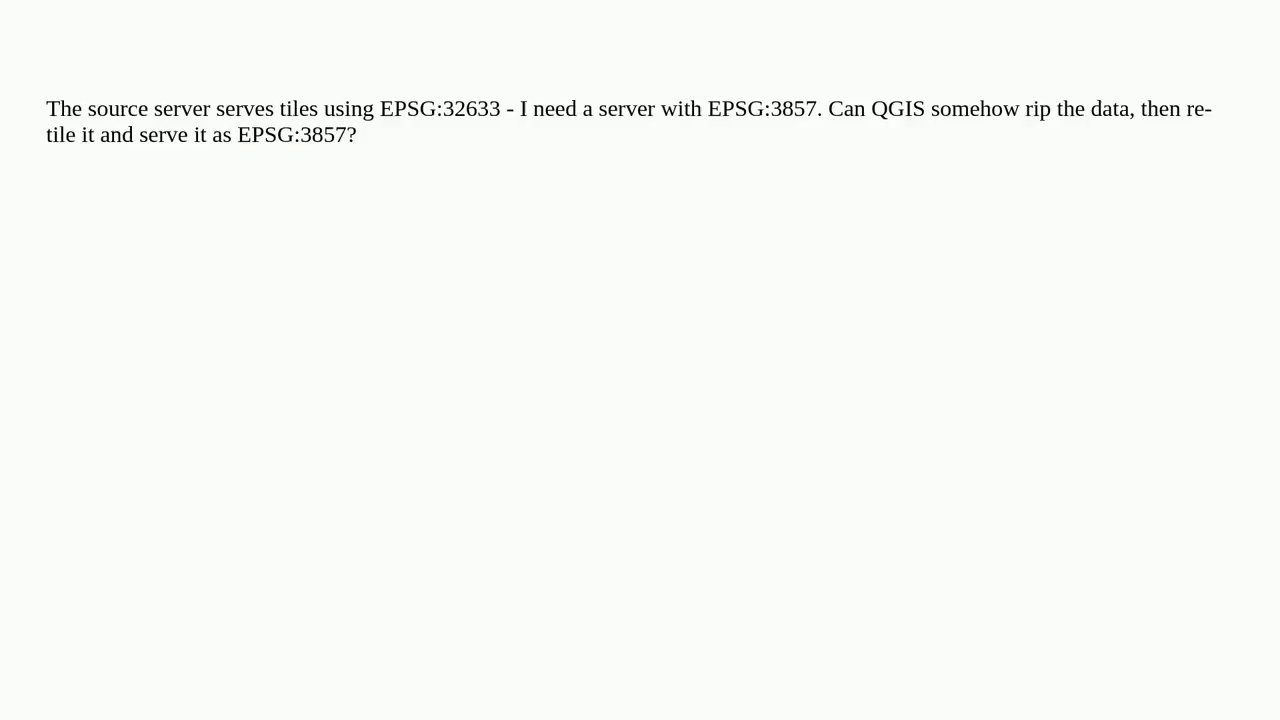 The source server serves tiles using EPSG:32633 - I need a server with EPSG:3857. Can QGIS somehow rip the data, then re-
tile it and serve it as EPSG:3857?